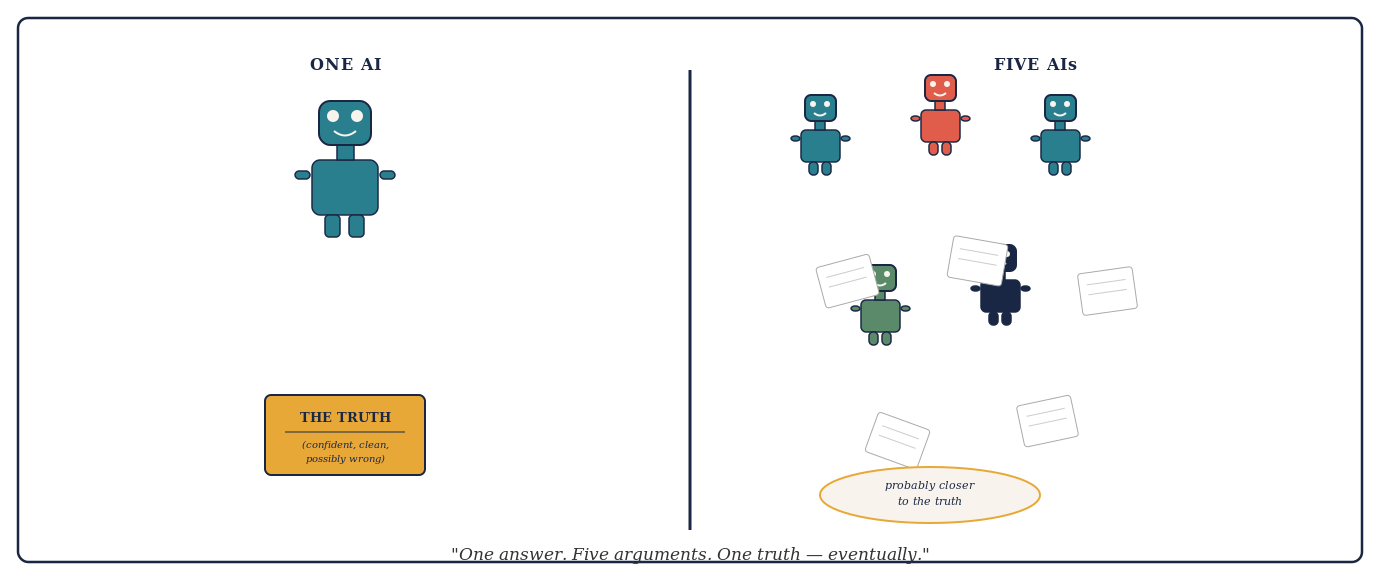 ONE AI
THE TRUTH
(confident, clean,
possibly wrong)
FIVE AIs
probably closer
to the truth
"One answer. Five arguments. One truth — eventually."